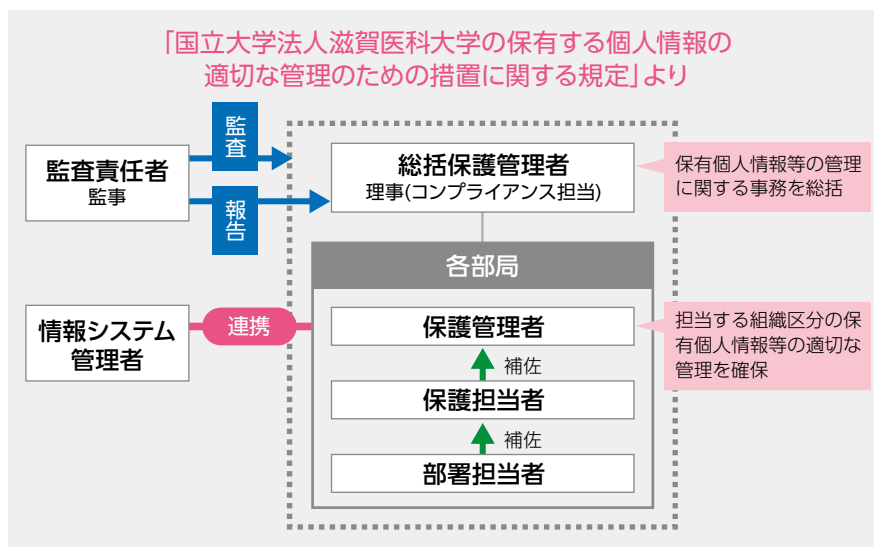 「国立大学法人滋賀医科大学の保有する個人情報の
適切な管理のための措置に関する規定」より
監査
監査責任者
監事
報告
総括保護管理者
理事(コンプライアンス担当)
保有個人情報等の管理
に関する事務を総括
各部局
情報システム
管理者
連携
保護管理者
担当する組織区分の保
有個人情報等の適切な
管理を確保
補佐
保護担当者
補佐
部署担当者